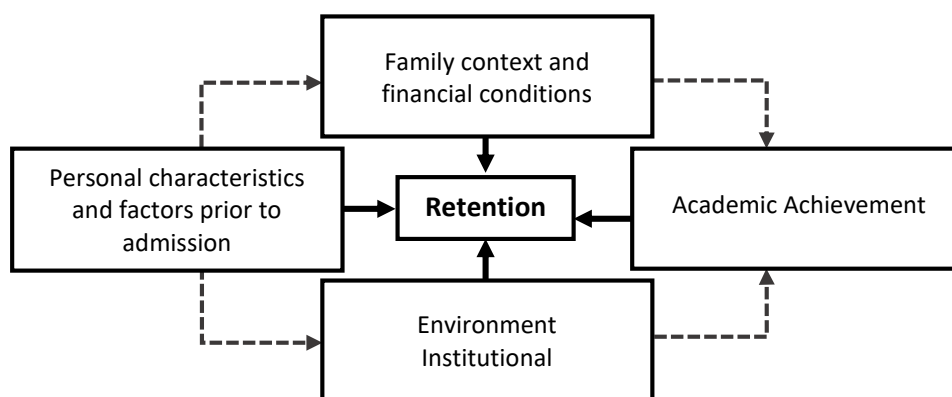 Family context and
financial conditions
Personal characteristics
and factors prior to
admission
Retention
Academic Achievement
Environment
Institutional